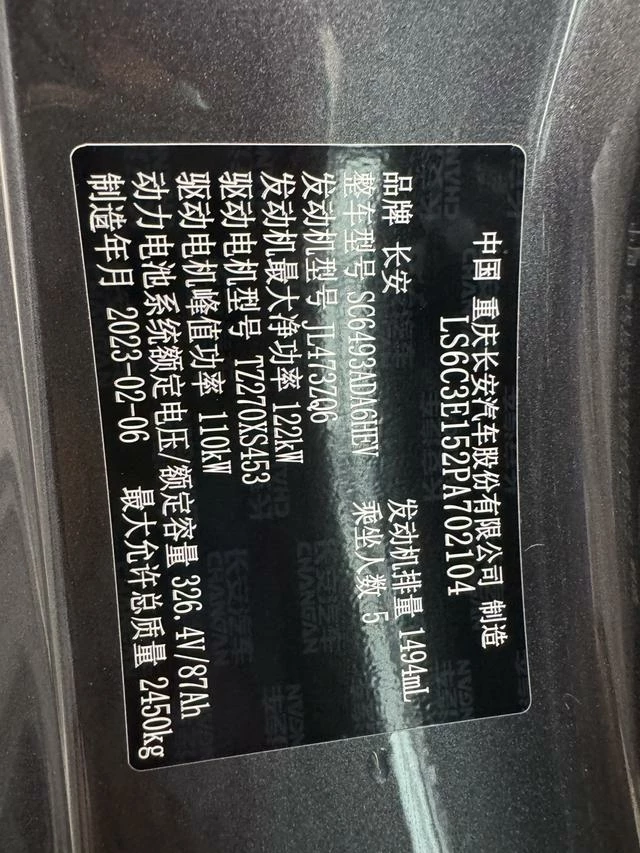 中国 重庆长安汽车股份有限公司 制造
LS6C3E152PA702104
品牌 长安
整车型号 SC6493ADA6HEV 乘坐人数 5
发动机型号 JL473ZQ6 发动机排量 1494mL
发动机最大净功率 122kW
驱动电机型号 TZ270XS453
驱动电机峰值功率 110kW
动力电池系统额定电压/额定容量 326.4V/87Ah
制造年月 2023-02-06 最大允许总质量 2450kg
长安汽车
CHANGAN